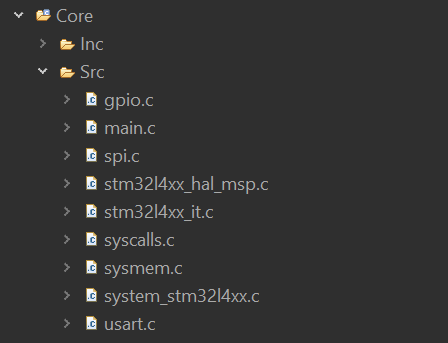 Core
Inc
Src
gpio.c
main.c
spi.c
stm32l4xx_hal_msp.c
stm32l4xx_it.c
syscalls.c
sysmem.c
system_stm32l4xx.c
usart.c